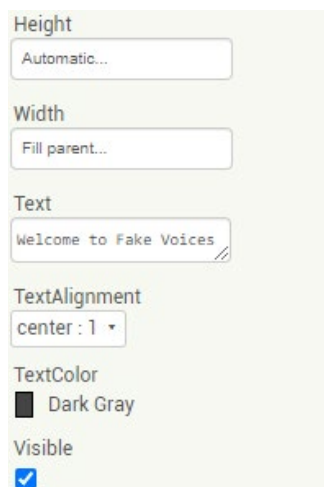 Height
Automatic...
Width
Fill parent...
Text
Welcome to Fake Voices
TextAlignment
center : 1
TextColor
Dark Gray
Visible